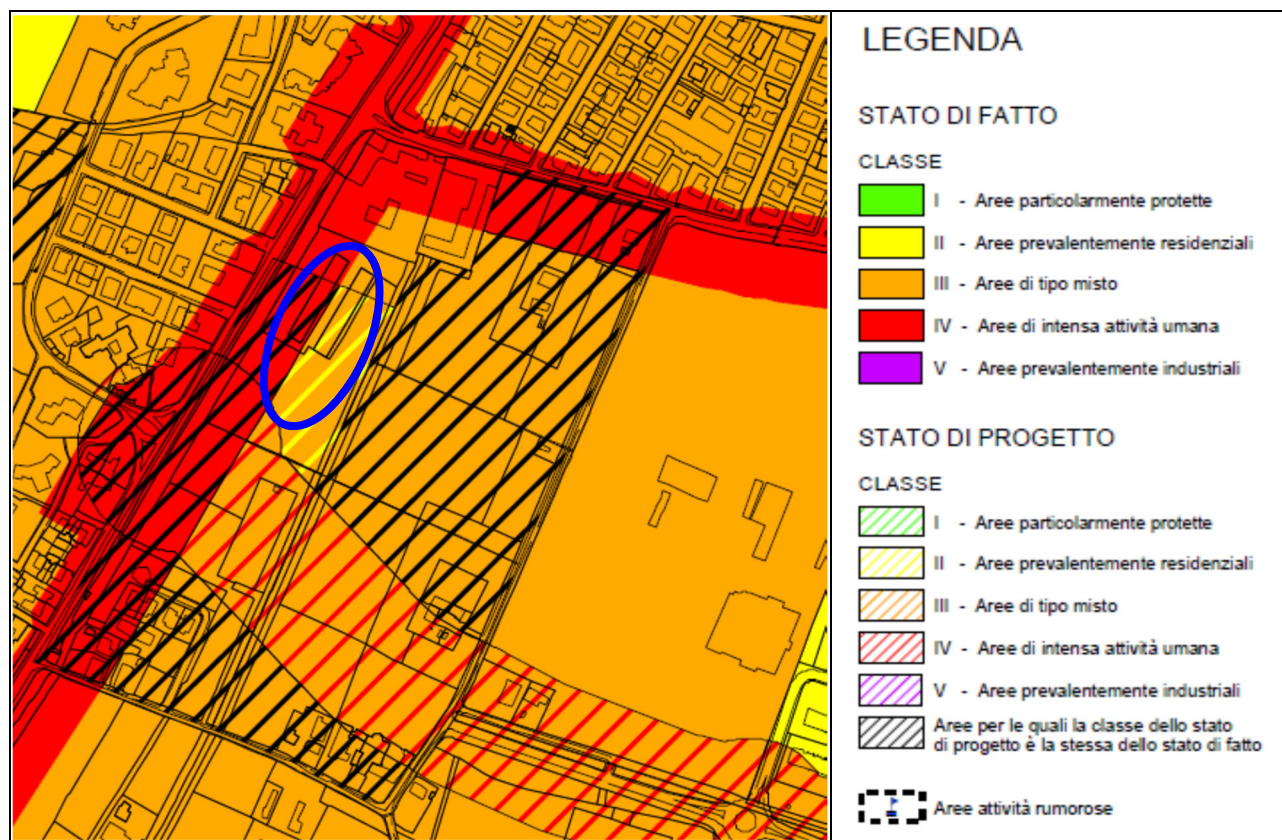 LEGENDA
STATO DI FATTO
CLASSE
I - Aree particolarmente protette
II - Aree prevalentemente residenziali
III - Aree di tipo misto
IV - Aree di intensa attività umana
V - Aree prevalentemente industriali
STATO DI PROGETTO
CLASSE
I - Aree particolarmente protette
II - Aree prevalentemente residenziali
III - Aree di tipo misto
IV - Aree di intensa attività umana
V - Aree prevalentemente industriali
Aree per le quali la classe dello stato
di progetto è la stessa dello stato di fatto
Aree attività rumorose